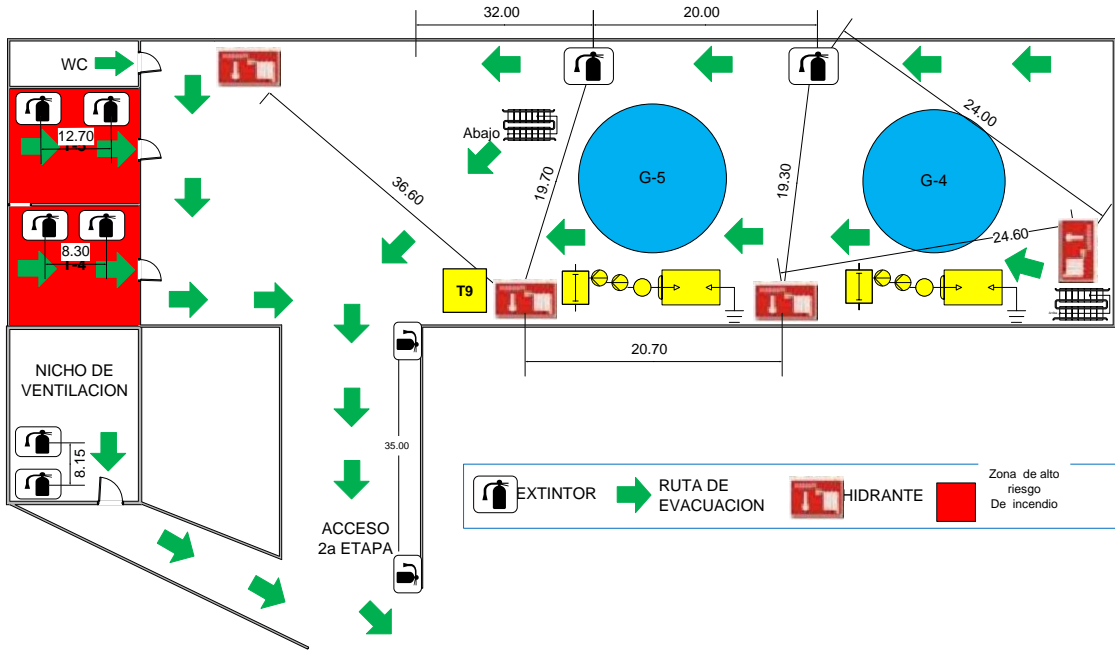 32.00
20.00
WC
12.70
Abajo
24.00
36.60
19.70
G-5
19.30
G-4
8.30
T-4
24.60
T9
20.70
NICHO DE
VENTILACION
8.15
35.00
ACCESO
2a ETAPA
EXTINTOR
RUTA DE
EVACUACION
HIDRANTE
Zona de alto
riesgo
De incendio